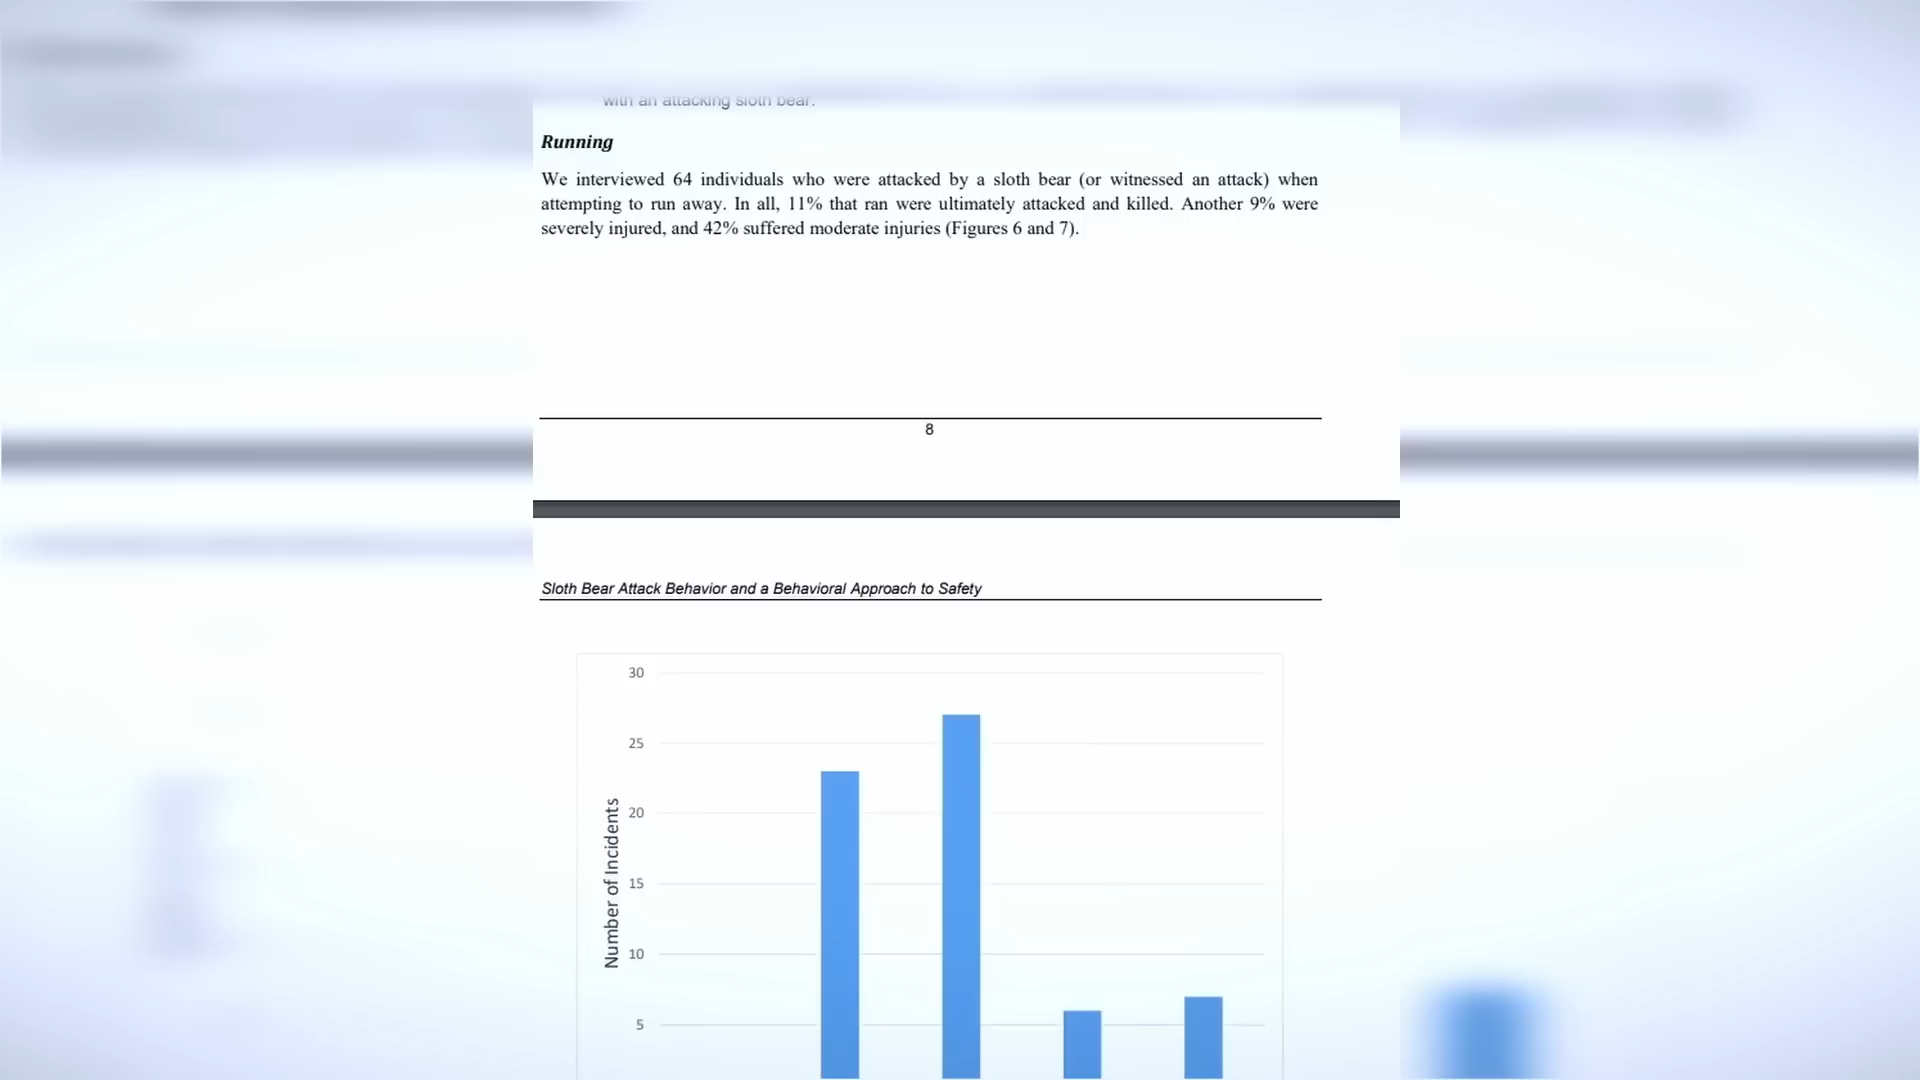 with an attacking sloth bear.
Running
We interviewed 64 individuals who were attacked by a sloth bear (or witnessed an attack) when
attempting to run away. In all, 11% that ran were ultimately attacked and killed. Another 9% were
severely injured, and 42% suffered moderate injuries (Figures 6 and 7).
8
Sloth Bear Attack Behavior and a Behavioral Approach to Safety
30
25
20
15
10
5
Number of Incidents